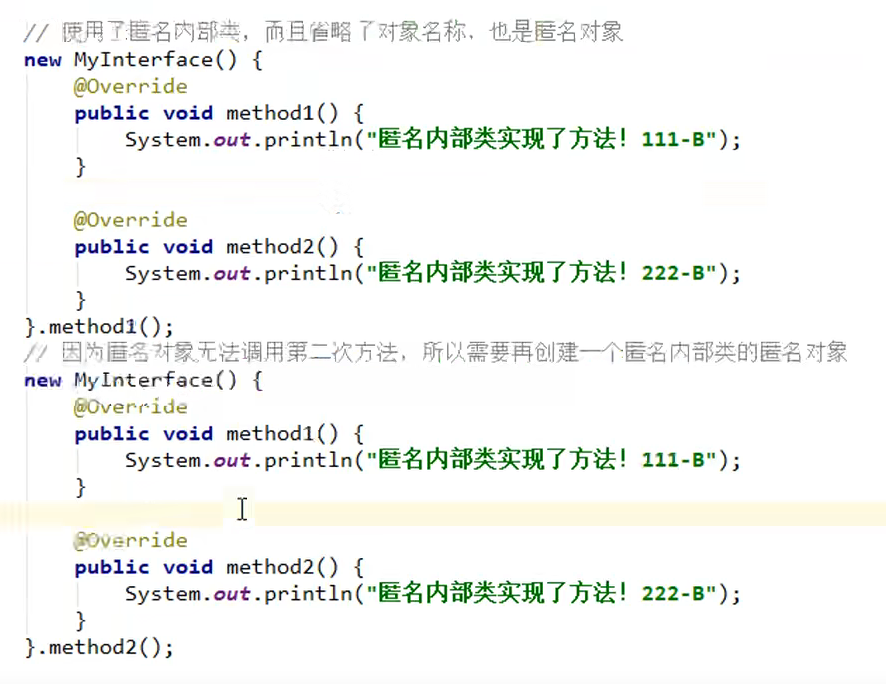 // 使用了匿名内部类，而且省略了对象名称，也是匿名对象
new MyInterface() {
@Override
public void method1() {
System.out.println("匿名内部类实现了方法！111-B");
}
@Override
public void method2() {
System.out.println("匿名内部类实现了方法！222-B");
}
}.method1();
// 因为匿名对象无法调用第二次方法，所以需要再创建一个匿名内部类的匿名对象
new MyInterface() {
@Override
public void method1() {
System.out.println("匿名内部类实现了方法！111-B");
}
@Override
public void method2() {
System.out.println("匿名内部类实现了方法！222-B");
}
}.method2();